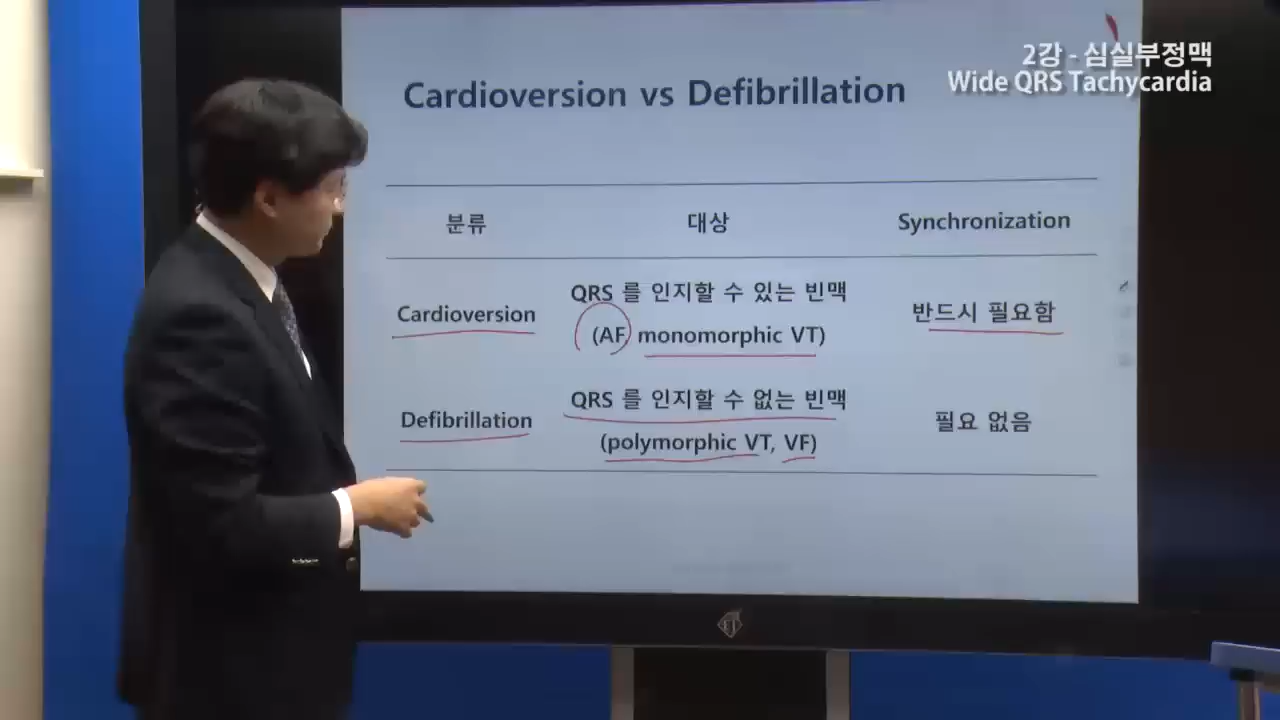 2강 - 심실부정맥
Wide QRS Tachycardia
Cardioversion vs Defibrillation
분류 대상 Synchronization
QRS 를 인지할 수 있는 빈맥
Cardioversion 반드시 필요함
(AF, monomorphic VT)
QRS 를 인지할 수 없는 빈맥
Defibrillation 필요 없음
(polymorphic VT, VF)